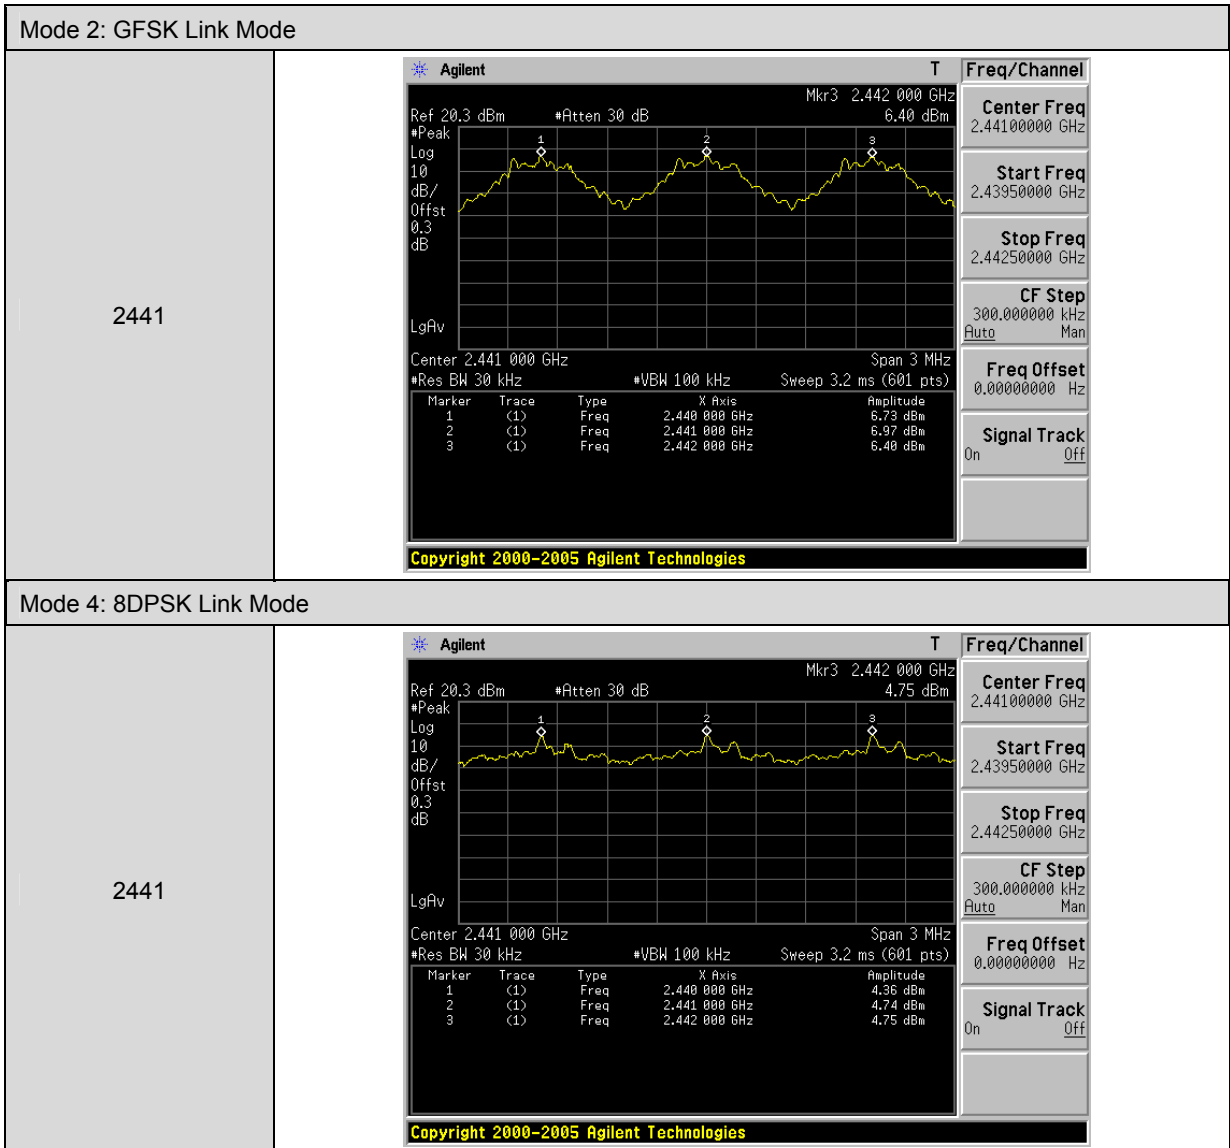 Mode 2: GFSK Link Mode
2441
Agilent T Freq/Channel
Mkr3 2.442 000 GHz
Ref 20.3 dBm #Atten 30 dB 6.40 dBm
#Peak
Log
10
dB/
Offst
0.3
dB
LgAv
1 2 3
Center 2.441 000 GHz Span 3 MHz
#Res BW 30 kHz #VBW 100 kHz Sweep 3.2 ms (601 pts)
Marker Trace Type X Axis Amplitude
1 (1) Freq 2.440 000 GHz 6.73 dBm
2 (1) Freq 2.441 000 GHz 6.97 dBm
3 (1) Freq 2.442 000 GHz 6.40 dBm
Center Freq
2.44100000 GHz
Start Freq
2.43950000 GHz
Stop Freq
2.44250000 GHz
CF Step
300.000000 kHz
Auto Man
Freq Offset
0.00000000 Hz
Signal Track
On Off
Copyright 2000-2005 Agilent Technologies
Mode 4: 8DPSK Link Mode
2441
Agilent T Freq/Channel
Mkr3 2.442 000 GHz
Ref 20.3 dBm #Atten 30 dB 4.75 dBm
#Peak
Log
10
dB/
Offst
0.3
dB
LgAv
1 2 3
Center 2.441 000 GHz Span 3 MHz
#Res BW 30 kHz #VBW 100 kHz Sweep 3.2 ms (601 pts)
Marker Trace Type X Axis Amplitude
1 (1) Freq 2.440 000 GHz 4.36 dBm
2 (1) Freq 2.441 000 GHz 4.74 dBm
3 (1) Freq 2.442 000 GHz 4.75 dBm
Center Freq
2.44100000 GHz
Start Freq
2.43950000 GHz
Stop Freq
2.44250000 GHz
CF Step
300.000000 kHz
Auto Man
Freq Offset
0.00000000 Hz
Signal Track
On Off
Copyright 2000-2005 Agilent Technologies